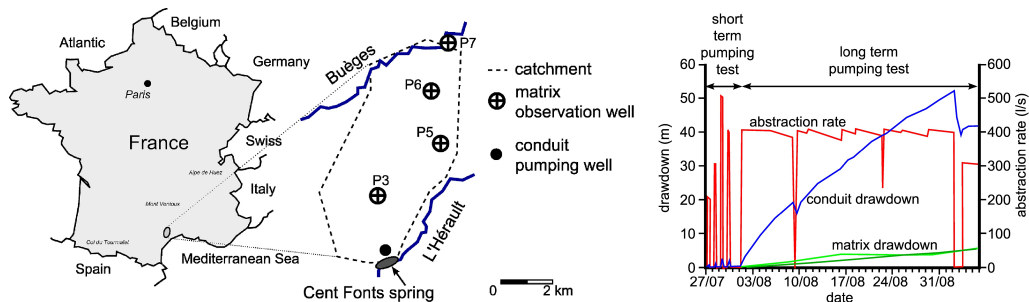 Belgium
Atlantic
Germany
Paris
France
Swiss
Alpe de Huez
Italy
Mont Ventoux
Col du Tourmalet
Spain
Mediterranean Sea
Buèges
P7
P6
P5
P3
L'Hérault
Cent Fonts spring
catchment
matrix
observation well
conduit
pumping well
0 2 km
short
term
pumping
test
long term
pumping test
60 600
50 500
40 400
30 300
20 200
10 100
0 0
drawdown (m)
abstraction rate (l/s)
abstraction rate
conduit drawdown
matrix drawdown
27/07 03/08 10/08 17/08 24/08 31/08
date